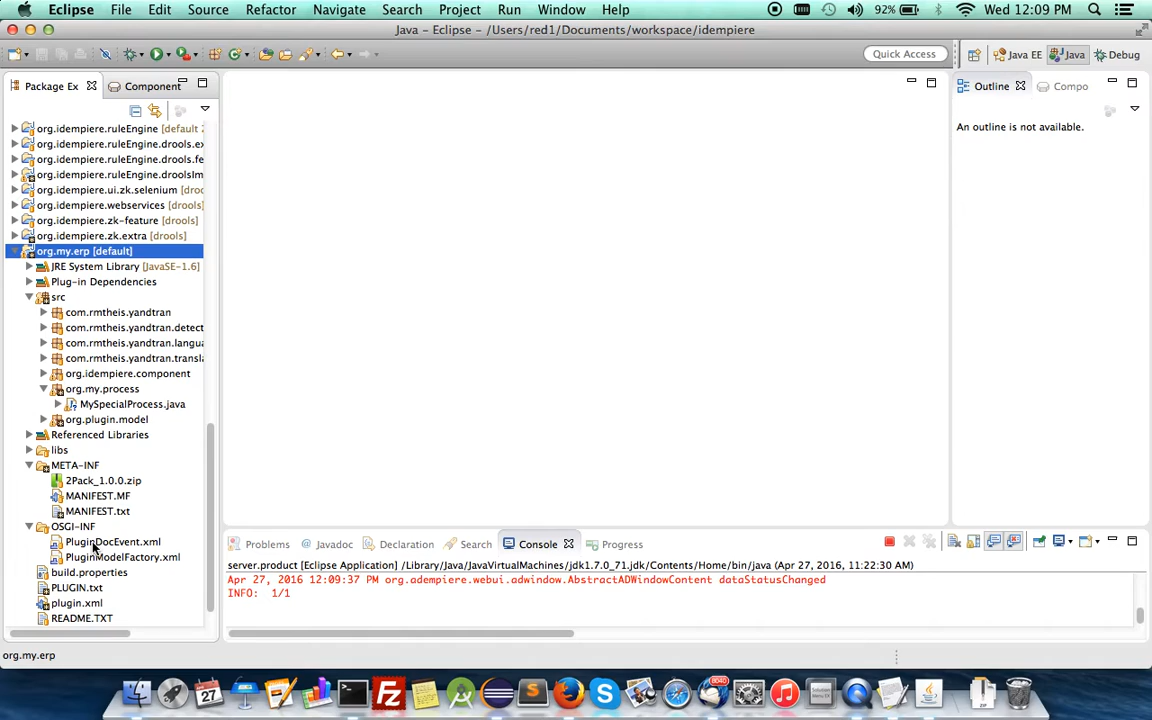 Eclipse File Edit Source Refactor Navigate Search Project Run Window Help 92% Wed 12:09 PM
Java – Eclipse – /Users/red1/Documents/workspace/idempiere
Quick Access Java EE Java Debug
Package Ex Component Outline Compo
An outline is not available.
org.idempiere.ruleEngine [default
org.idempiere.ruleEngine.drools.ex
org.idempiere.ruleEngine.drools.fe
org.idempiere.ruleEngine.droolsIm
org.idempiere.ui.zk.selenium [droo
org.idempiere.webservices [drools]
org.idempiere.zk-feature [drools]
org.idempiere.zk.extra [drools]
org.my.erp [default]
JRE System Library [JavaSE-1.6]
Plug-in Dependencies
src
com.rmtheis.yandtran
com.rmtheis.yandtran.detect
com.rmtheis.yandtran.langua
com.rmtheis.yandtran.transla
org.idempiere.component
org.my.process
MySpecialProcess.java
org.plugin.model
Referenced Libraries
libs
META-INF
2Pack_1.0.0.zip
MANIFEST.MF
MANIFEST.txt
OSGI-INF
PluginDocEvent.xml
PluginModelFactory.xml
build.properties
PLUGIN.txt
plugin.xml
README.TXT
Problems Javadoc Declaration Search Console Progress
server.product [Eclipse Application] /Library/Java/JavaVirtualMachines/jdk1.7.0_71.jdk/Contents/Home/bin/java (Apr 27, 2016, 11:22:30 AM)
Apr 27, 2016 12:09:37 PM org.adempiere.webui.adwindow.AbstractADWindowContent dataStatusChanged
INFO: 1/1
org.my.erp
27
8040
ZIP